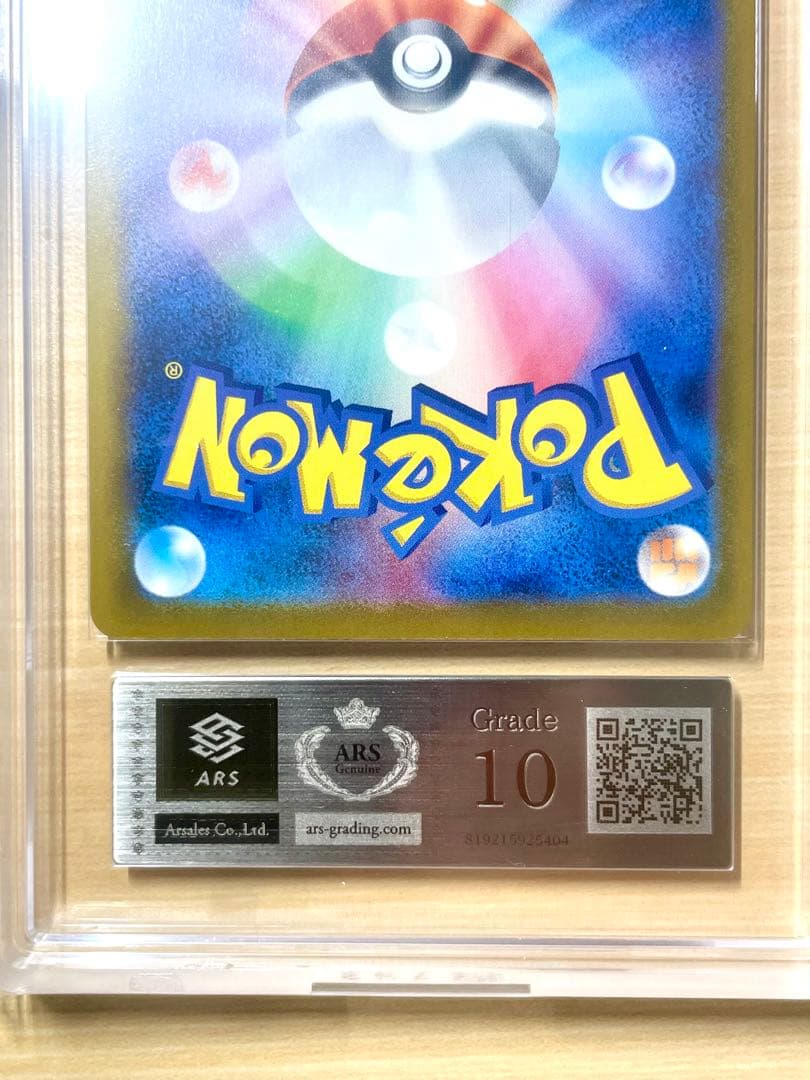 POKéMON®
ARS
Arsales Co.,Ltd.
ARS
Genuine
ars-grading.com
Grade
10
819215925404